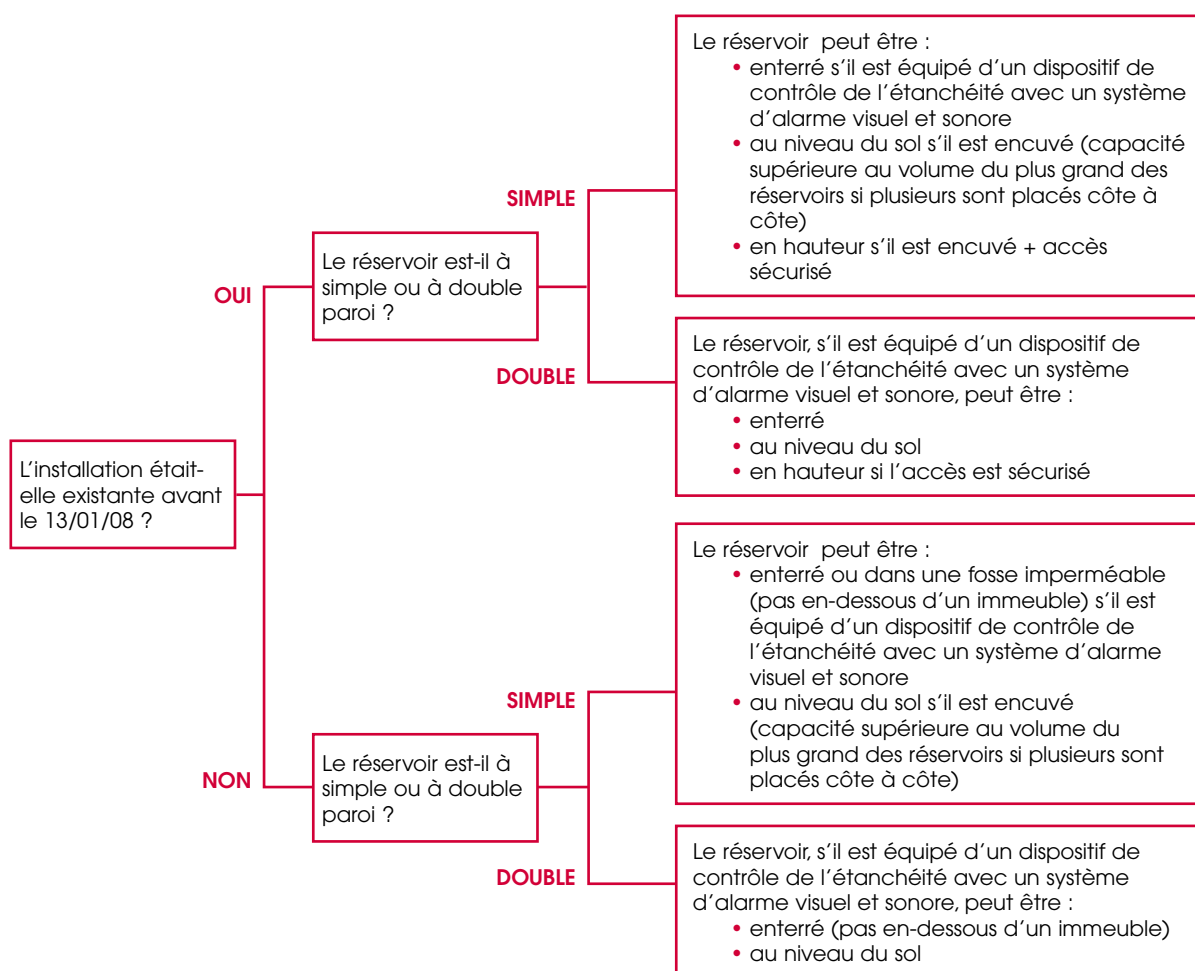 L’installation était-
elle existante avant
le 13/01/08 ?
OUI
Le réservoir est-il à
simple ou à double
paroi ?
SIMPLE
Le réservoir peut être :
• enterré s’il est équipé d’un dispositif de
contrôle de l’étanchéité avec un système
d’alarme visuel et sonore
• au niveau du sol s’il est encuvé (capacité
supérieure au volume du plus grand des
réservoirs si plusieurs sont placés côte à
côte)
• en hauteur s’il est encuvé + accès
sécurisé
DOUBLE
Le réservoir, s’il est équipé d’un dispositif de
contrôle de l’étanchéité avec un système
d’alarme visuel et sonore, peut être :
• enterré
• au niveau du sol
• en hauteur si l’accès est sécurisé
NON
Le réservoir est-il à
simple ou à double
paroi ?
SIMPLE
Le réservoir peut être :
• enterré ou dans une fosse imperméable
(pas en-dessous d’un immeuble) s’il est
équipé d’un dispositif de contrôle de
l’étanchéité avec un système d’alarme
visuel et sonore
• au niveau du sol s’il est encuvé
(capacité supérieure au volume du
plus grand des réservoirs si plusieurs sont
placés côte à côte)
DOUBLE
Le réservoir, s’il est équipé d’un dispositif de
contrôle de l’étanchéité avec un système
d’alarme visuel et sonore, peut être :
• enterré (pas en-dessous d’un immeuble)
• au niveau du sol